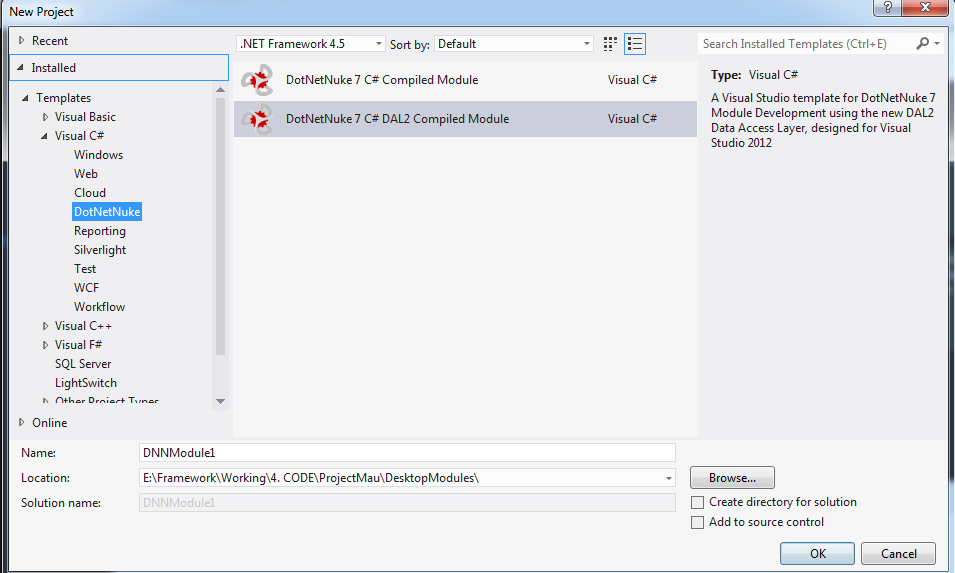 New Project
?
X
Recent
.NET Framework 4.5
Sort by:
Default
Search Installed Templates (Ctrl+E)
Installed
Templates
Visual Basic
Visual C#
Windows
Web
Cloud
DotNetNuke
Reporting
Silverlight
Test
WCF
Workflow
Visual C++
Visual F#
SQL Server
LightSwitch
Other Project Types
Online
DotNetNuke 7 C# Compiled Module
Visual C#
DotNetNuke 7 C# DAL2 Compiled Module
Visual C#
Type: Visual C#
A Visual Studio template for DotNetNuke 7
Module Development using the new DAL2
Data Access Layer, designed for Visual
Studio 2012
Name:
DNNModule1
Location:
E:\Framework\Working\4. CODE\ProjectMau\DesktopModules\
Browse...
Solution name:
DNNModule1
Create directory for solution
Add to source control
OK
Cancel